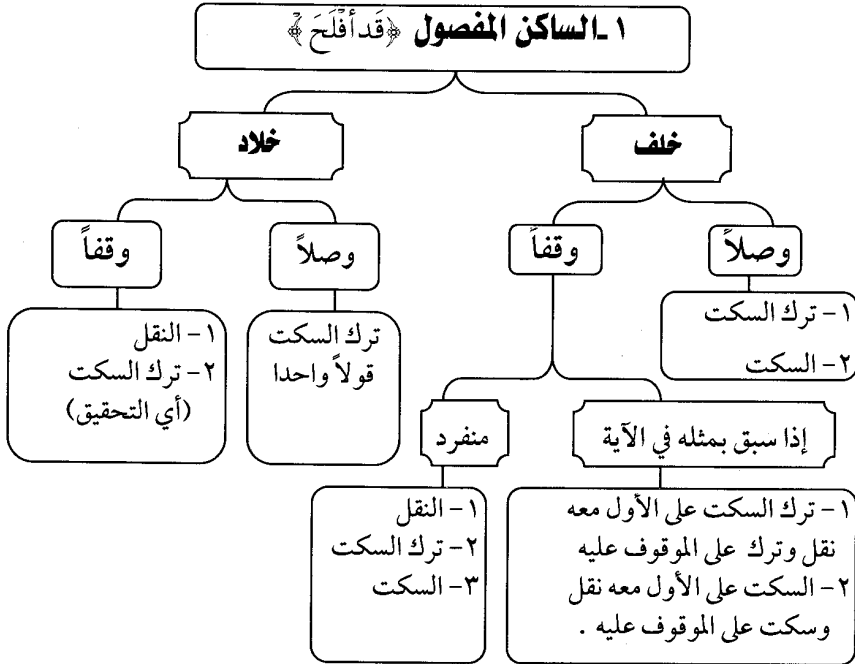 ١ـ الساكن المفصول ﴿قَد أَفْلَحَ﴾
خلف
خلاد
وصلاً
وقفاً
وصلاً
وقفاً
١- ترك السكت
٢- السكت
ترك السكت
قولاً واحدا
١- النقل
٢- ترك السكت
(أي التحقيق)
إذا سبق بمثله في الآية
منفرد
١- ترك السكت على الأول معه
نقل وترك على الموقوف عليه
٢- السكت على الأول معه نقل
وسكت على الموقوف عليه .
١- النقل
٢- ترك السكت
٣- السكت